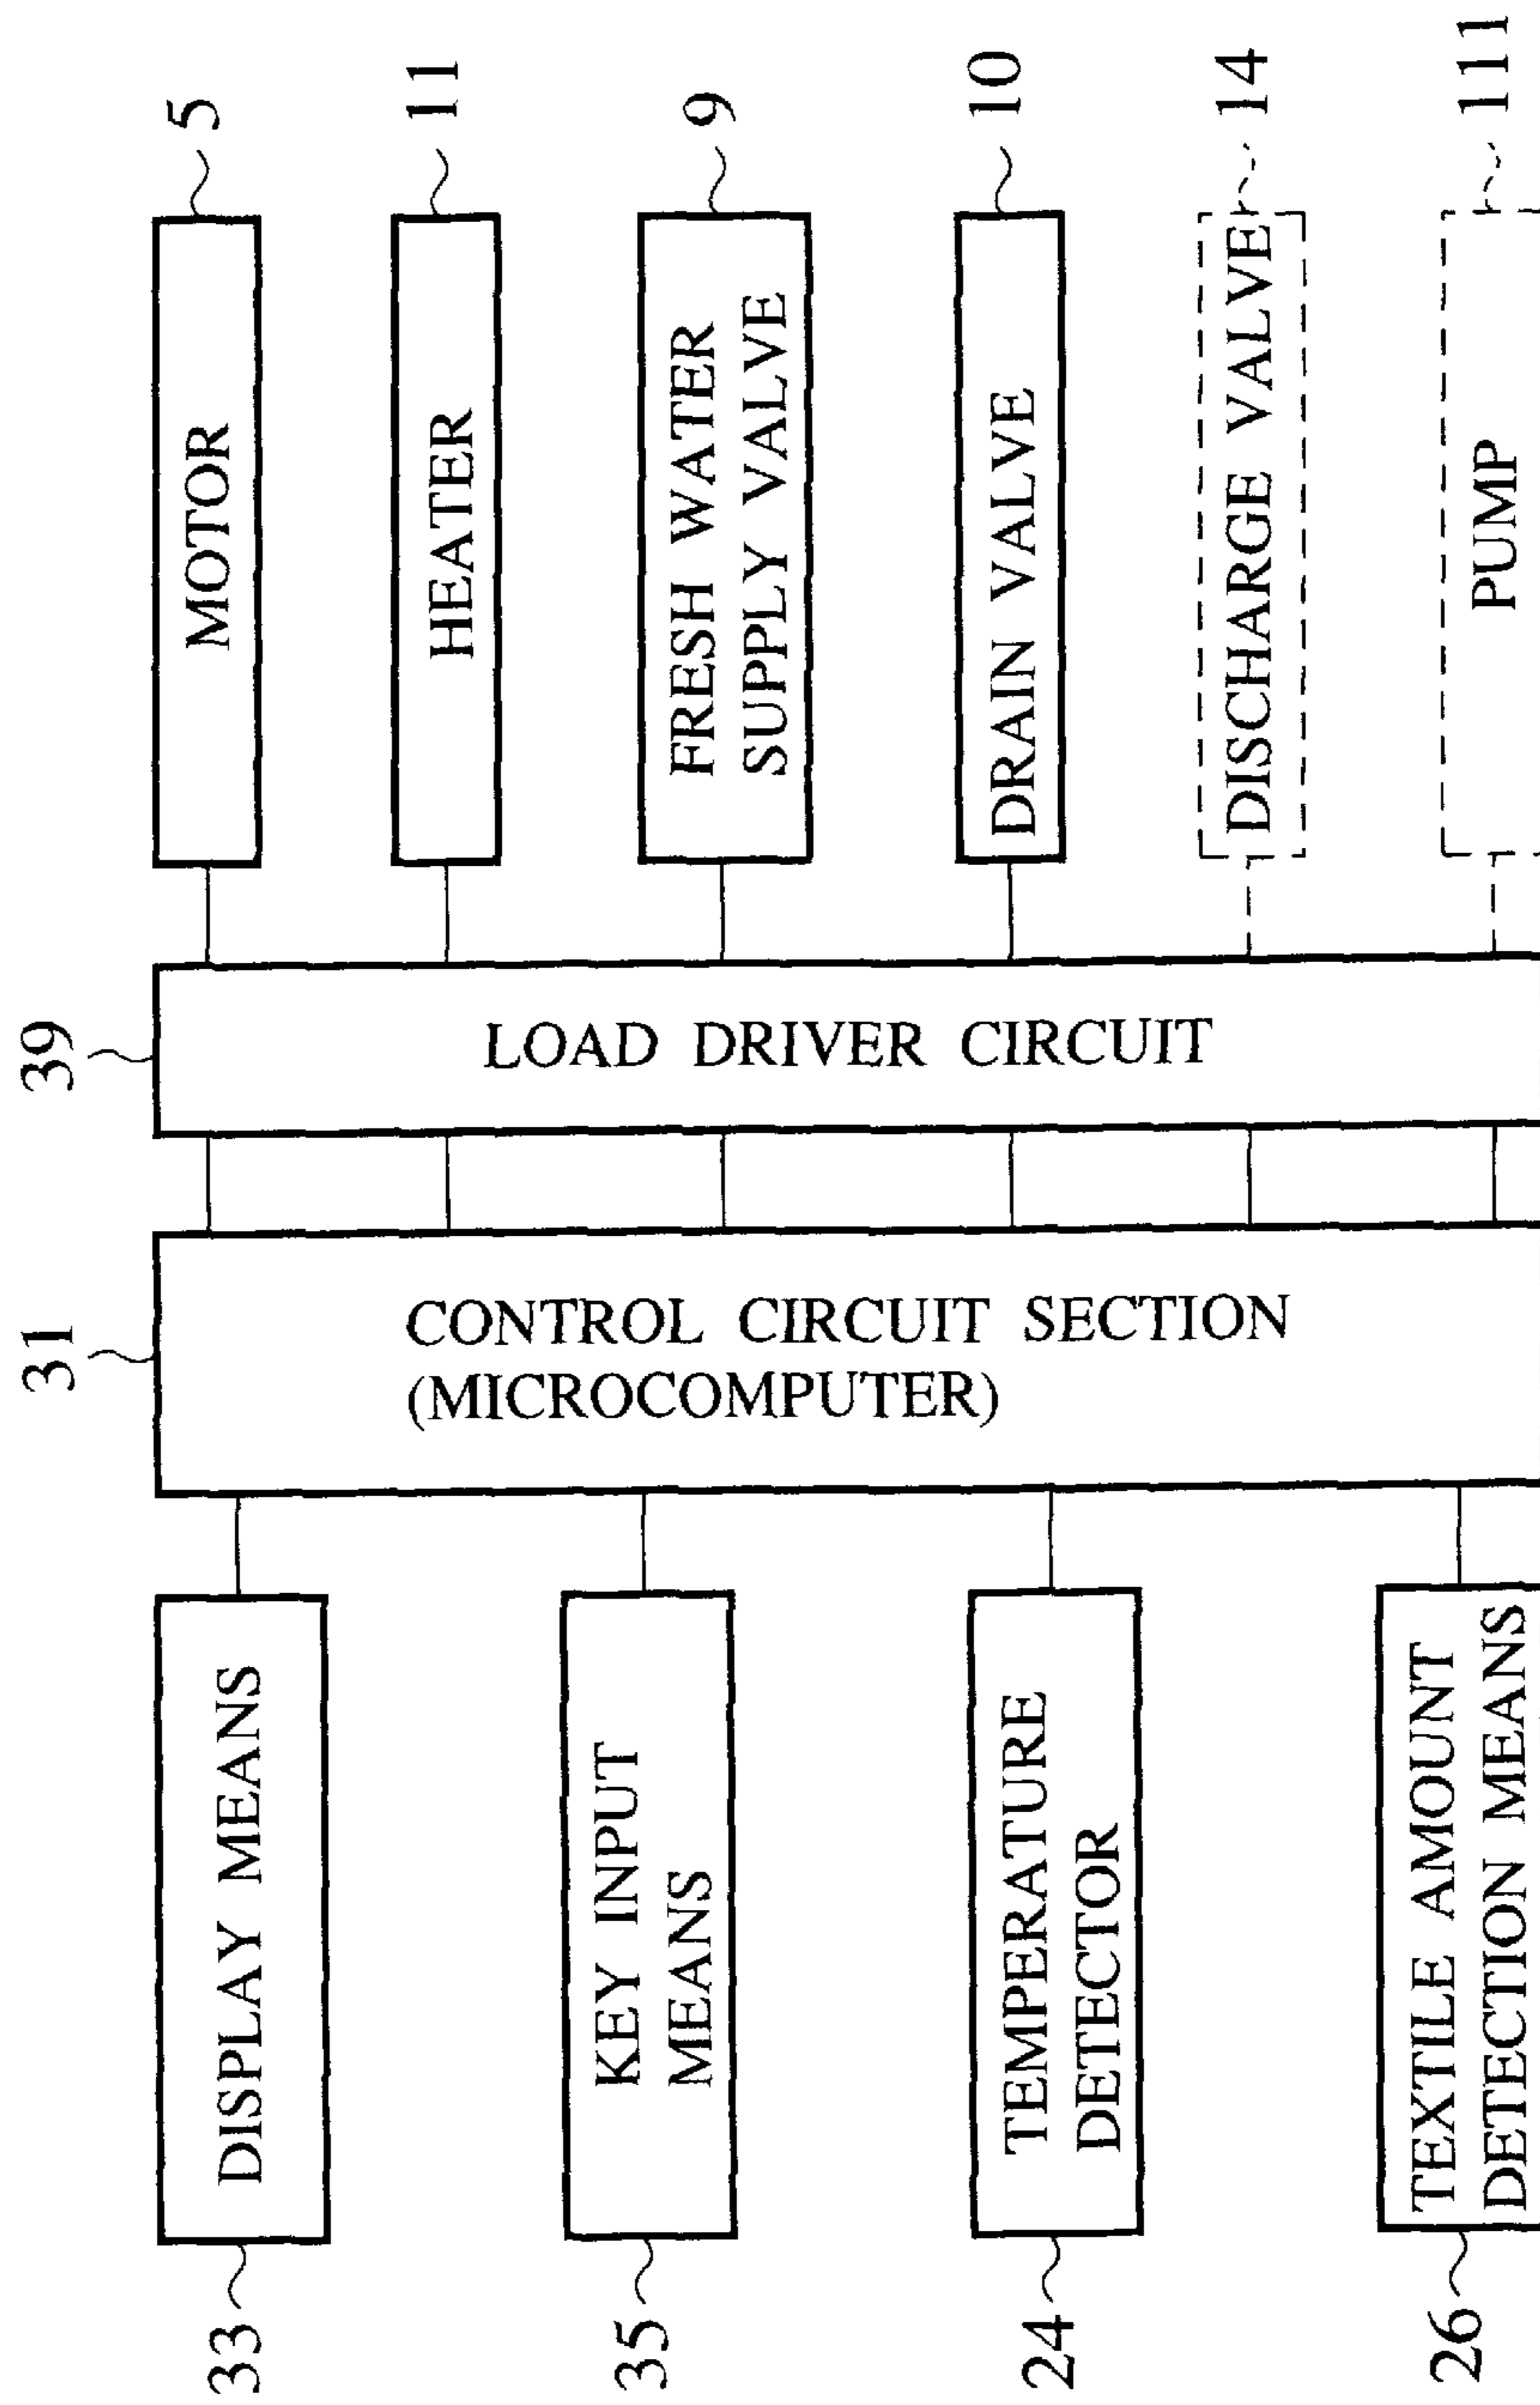 33
DISPLAY MEANS
35
KEY INPUT
MEANS
24
TEMPERATURE
DETECTOR
26
TEXTILE AMOUNT
DETECTION MEANS
31
CONTROL CIRCUIT SECTION
(MICROCOMPUTER)
39
LOAD DRIVER CIRCUIT
MOTOR
5
HEATER
11
FRESH WATER
SUPPLY VALVE
9
DRAIN VALVE
10
DISCHARGE VALVE
14
PUMP
111